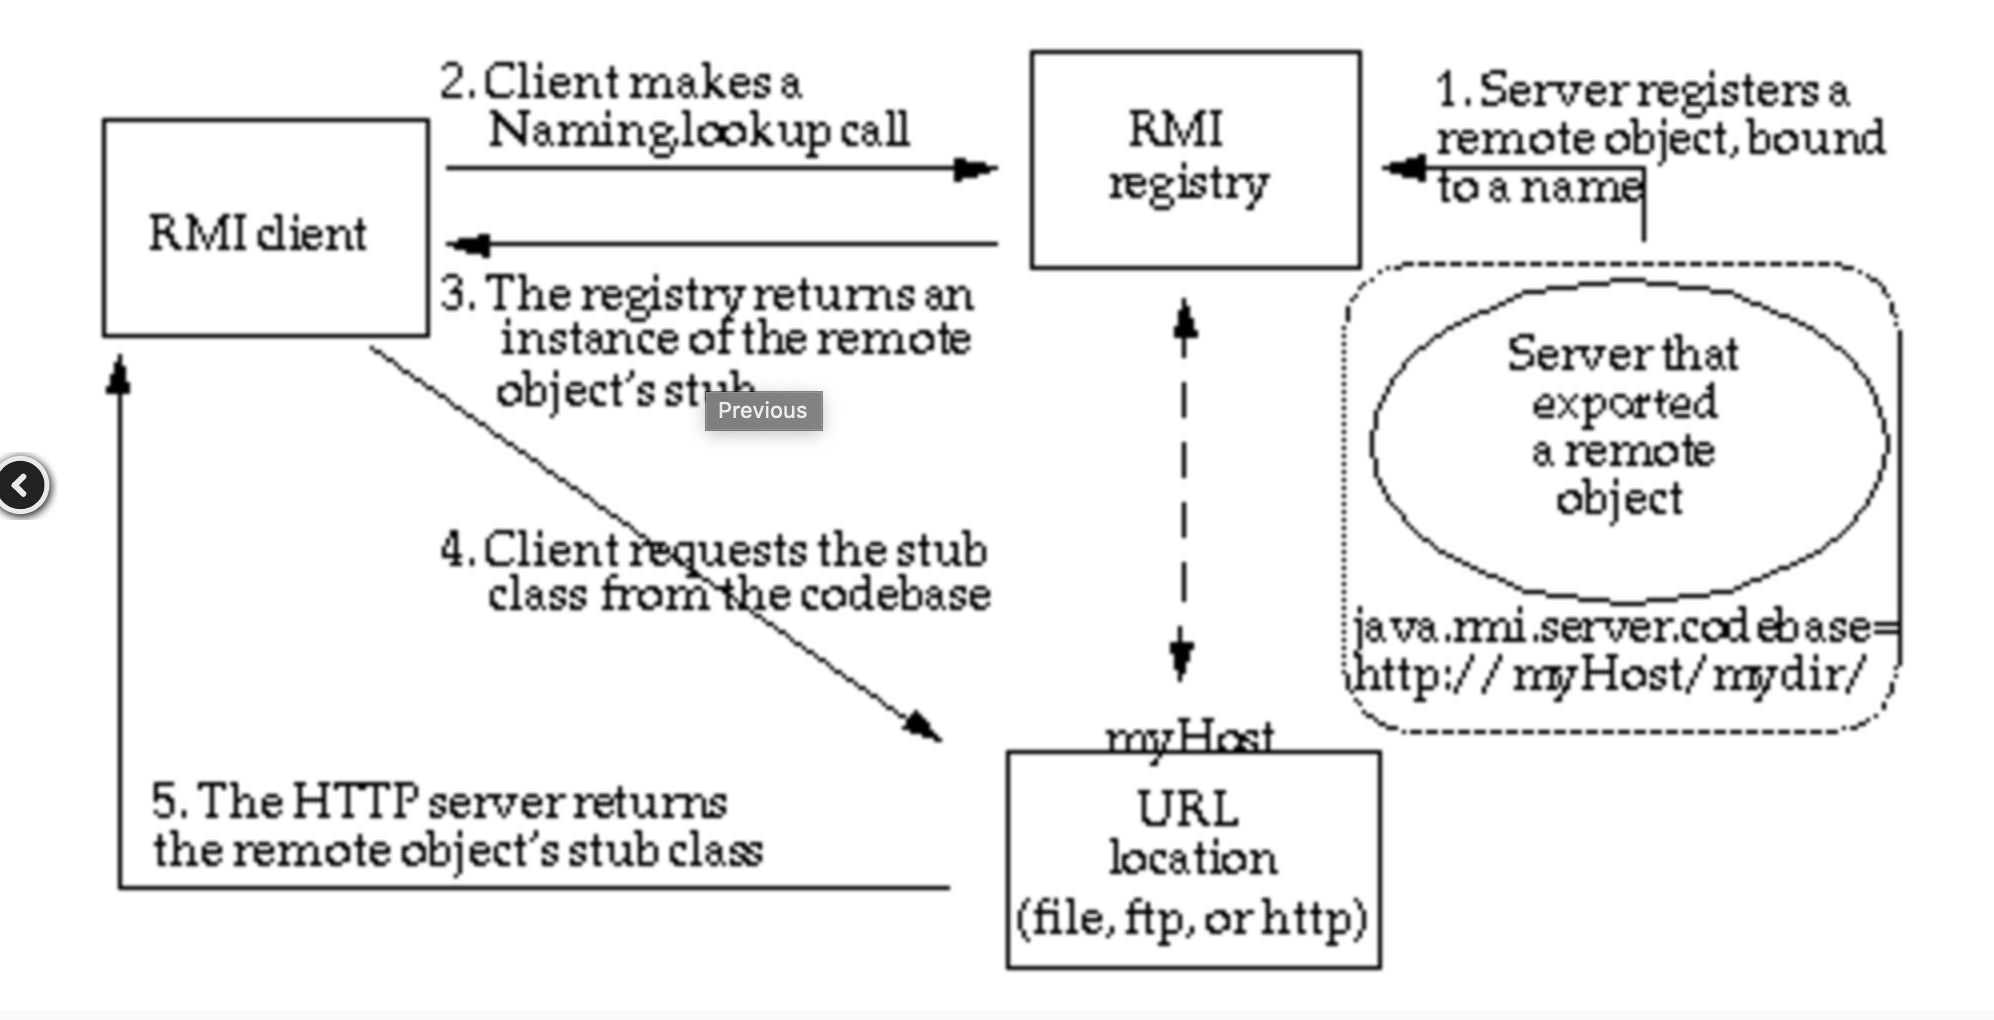 2. Client makes a
Naming.lookup call
RMI
registry
1. Server registers a
remote object, bound
to a name
RMI client
3. The registry returns an
instance of the remote
object's stub
Previous
Server that
exported
a remote
object
java.rmi.server.codebase=
http://myHost/mydir/
4. Client requests the stub
class from the codebase
myHost
URL
location
(file, ftp, or http)
5. The HTTP server returns
the remote object's stub class